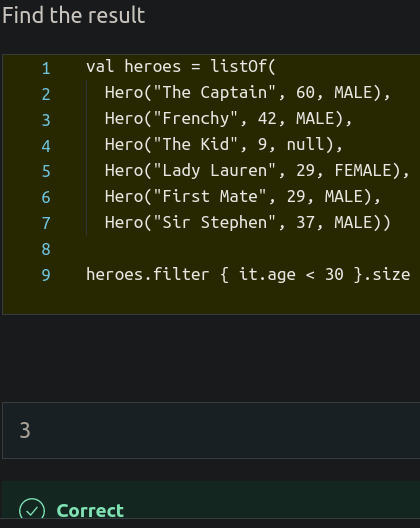 Find the result
1 val heroes = listOf(
2 Hero("The Captain", 60, MALE),
3 Hero("Frenchy", 42, MALE),
4 Hero("The Kid", 9, null),
5 Hero("Lady Lauren", 29, FEMALE),
6 Hero("First Mate", 29, MALE),
7 Hero("Sir Stephen", 37, MALE))
8
9 heroes.filter { it.age < 30 }.size
3
Correct